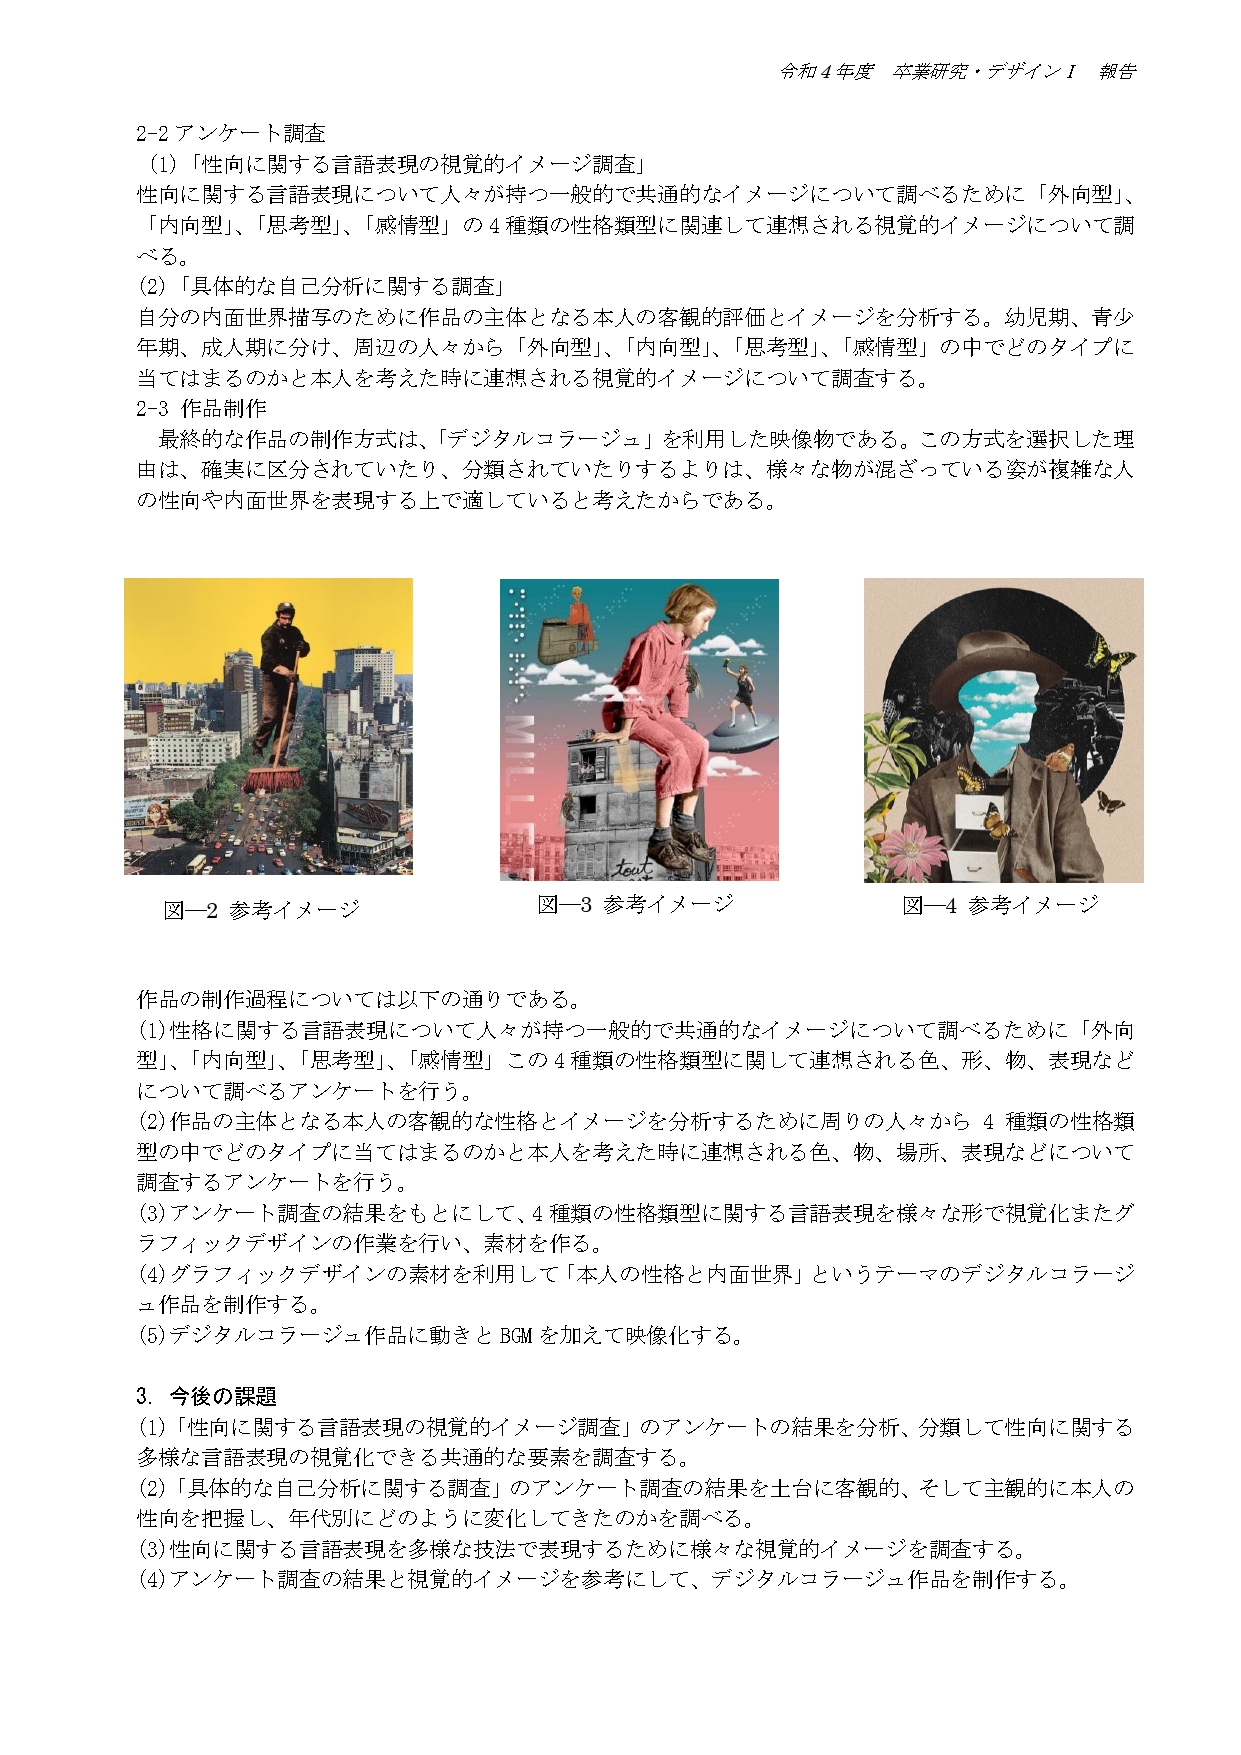 令和4年度　卒業研究・デザインⅠ　報告
2-2 アンケート調査
（1）「性向に関する言語表現の視覚的イメージ調査」
性向に関する言語表現について人々が持つ一般的で共通的なイメージについて調べるために「外向型」、
「内向型」、「思考型」、「感情型」の 4 種類の性格類型に関連して連想される視覚的イメージについて調
べる。
(2)「具体的な自己分析に関する調査」
自分の内面世界描写のために作品の主体となる本人の客観的評価とイメージを分析する。幼児期、青少
年期、成人期に分け、周辺の人々から「外向型」、「内向型」、「思考型」、「感情型」の中でどのタイプに
当てはまるのかと本人を考えた時に連想される視覚的イメージについて調査する。
2-3 作品制作
　最終的な作品の制作方式は、「デジタルコラージュ」を利用した映像物である。この方式を選択した理
由は、確実に区分されていたり、分類されていたりするよりは、様々な物が混ざっている姿が複雑な人
の性向や内面世界を表現する上で適していると考えたからである。
MILLE
tout
図―2 参考イメージ
図―3 参考イメージ
図―4 参考イメージ
作品の制作過程については以下の通りである。
(1)性格に関する言語表現について人々が持つ一般的で共通的なイメージについて調べるために「外向
型」、「内向型」、「思考型」、「感情型」この 4 種類の性格類型に関して連想される色、形、物、表現など
について調べるアンケートを行う。
(2)作品の主体となる本人の客観的な性格とイメージを分析するために周りの人々から 4 種類の性格類
型の中でどのタイプに当てはまるのかと本人を考えた時に連想される色、物、場所、表現などについて
調査するアンケートを行う。
(3)アンケート調査の結果をもとにして、4 種類の性格類型に関する言語表現を様々な形で視覚化またグ
ラフィックデザインの作業を行い、素材を作る。
(4)グラフィックデザインの素材を利用して「本人の性格と内面世界」というテーマのデジタルコラージ
ュ作品を制作する。
(5)デジタルコラージュ作品に動きと BGM を加えて映像化する。
3. 今後の課題
(1)「性向に関する言語表現の視覚的イメージ調査」のアンケートの結果を分析、分類して性向に関する
多様な言語表現の視覚化できる共通的な要素を調査する。
(2)「具体的な自己分析に関する調査」のアンケート調査の結果を土台に客観的、そして主観的に本人の
性向を把握し、年代別にどのように変化してきたのかを調べる。
(3)性向に関する言語表現を多様な技法で表現するために様々な視覚的イメージを調査する。
(4)アンケート調査の結果と視覚的イメージを参考にして、デジタルコラージュ作品を制作する。